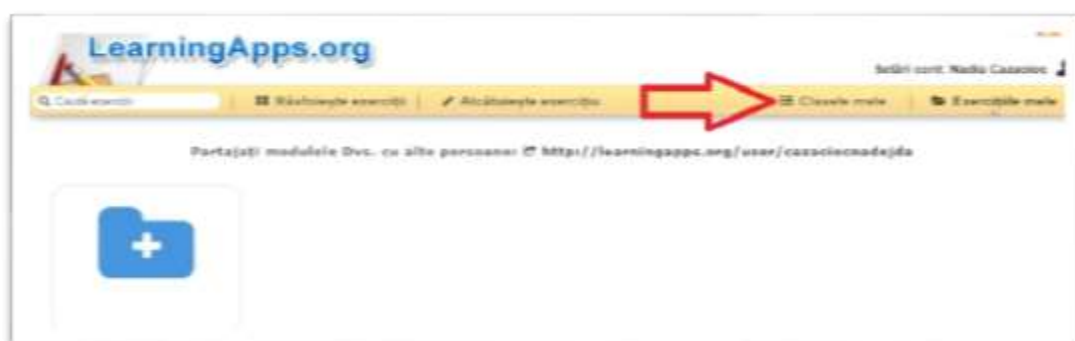 LearningApps.org
Setări cont: Nadia Cazacioc
Caută exerciții
Răsfoiește exerciții
Alcătuiește exercițiu
Clasele mele
Exercițiile mele
Partajați modulele Dvs. cu alte persoane: http://learningapps.org/user/cazaciocnadejda